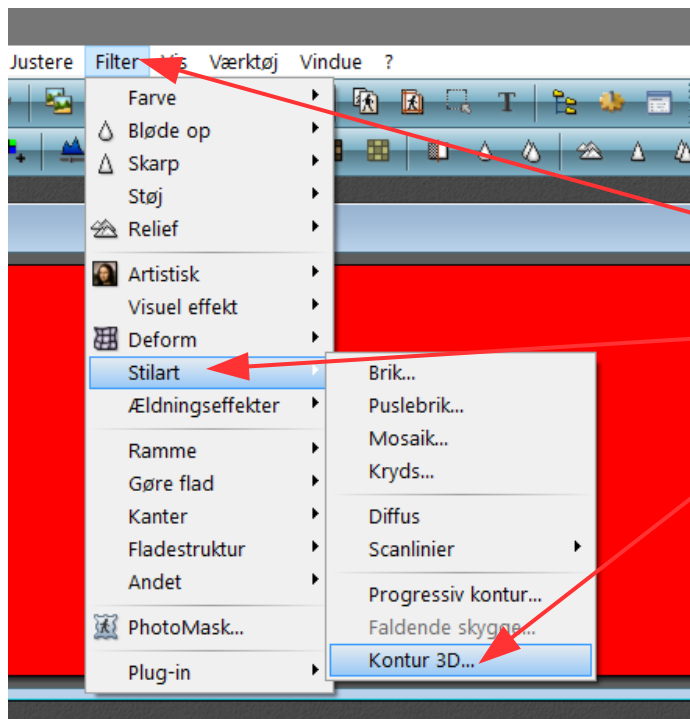 Justere Filter Vis Værktøj Vindue ?
T
Farve
Bløde op
Skarp
Støj
Relief
Artistisk
Visuel effekt
Deform
Stilart
Ældningseffekter
Ramme
Gøre flad
Kanter
Fladestruktur
Andet
PhotoMask...
Plug-in
Brik...
Puslebrik...
Mosaik...
Kryds...
Diffus
Scanlinier
Progressiv kontur...
Faldende skygge...
Kontur 3D...